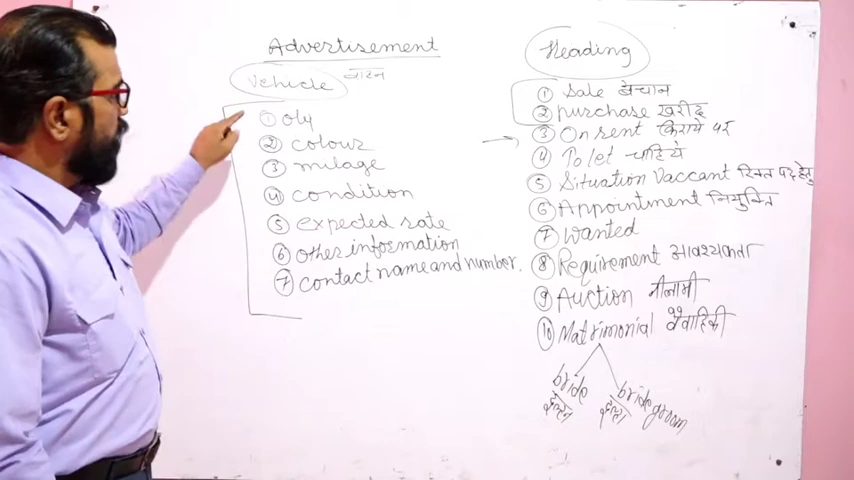 Advertisement
Vehicle वाहन
① oly
② colour
③ milage
④ condition
⑤ expected rate
⑥ other information
⑦ contact name and number.
Heading
① Sale बेचान
② purchase खरीद
③ On rent किराये पर
④ To let चाहिये
⑤ Situation Vaccant रिक्त पद हेतु
⑥ Appointment नियुक्ति
⑦ Wanted
⑧ Requirement आवश्यकता
⑨ Auction नीलामी
⑩ Matrimonial वैवाहिकी
bride दुल्हन
bridegroom दुल्हा